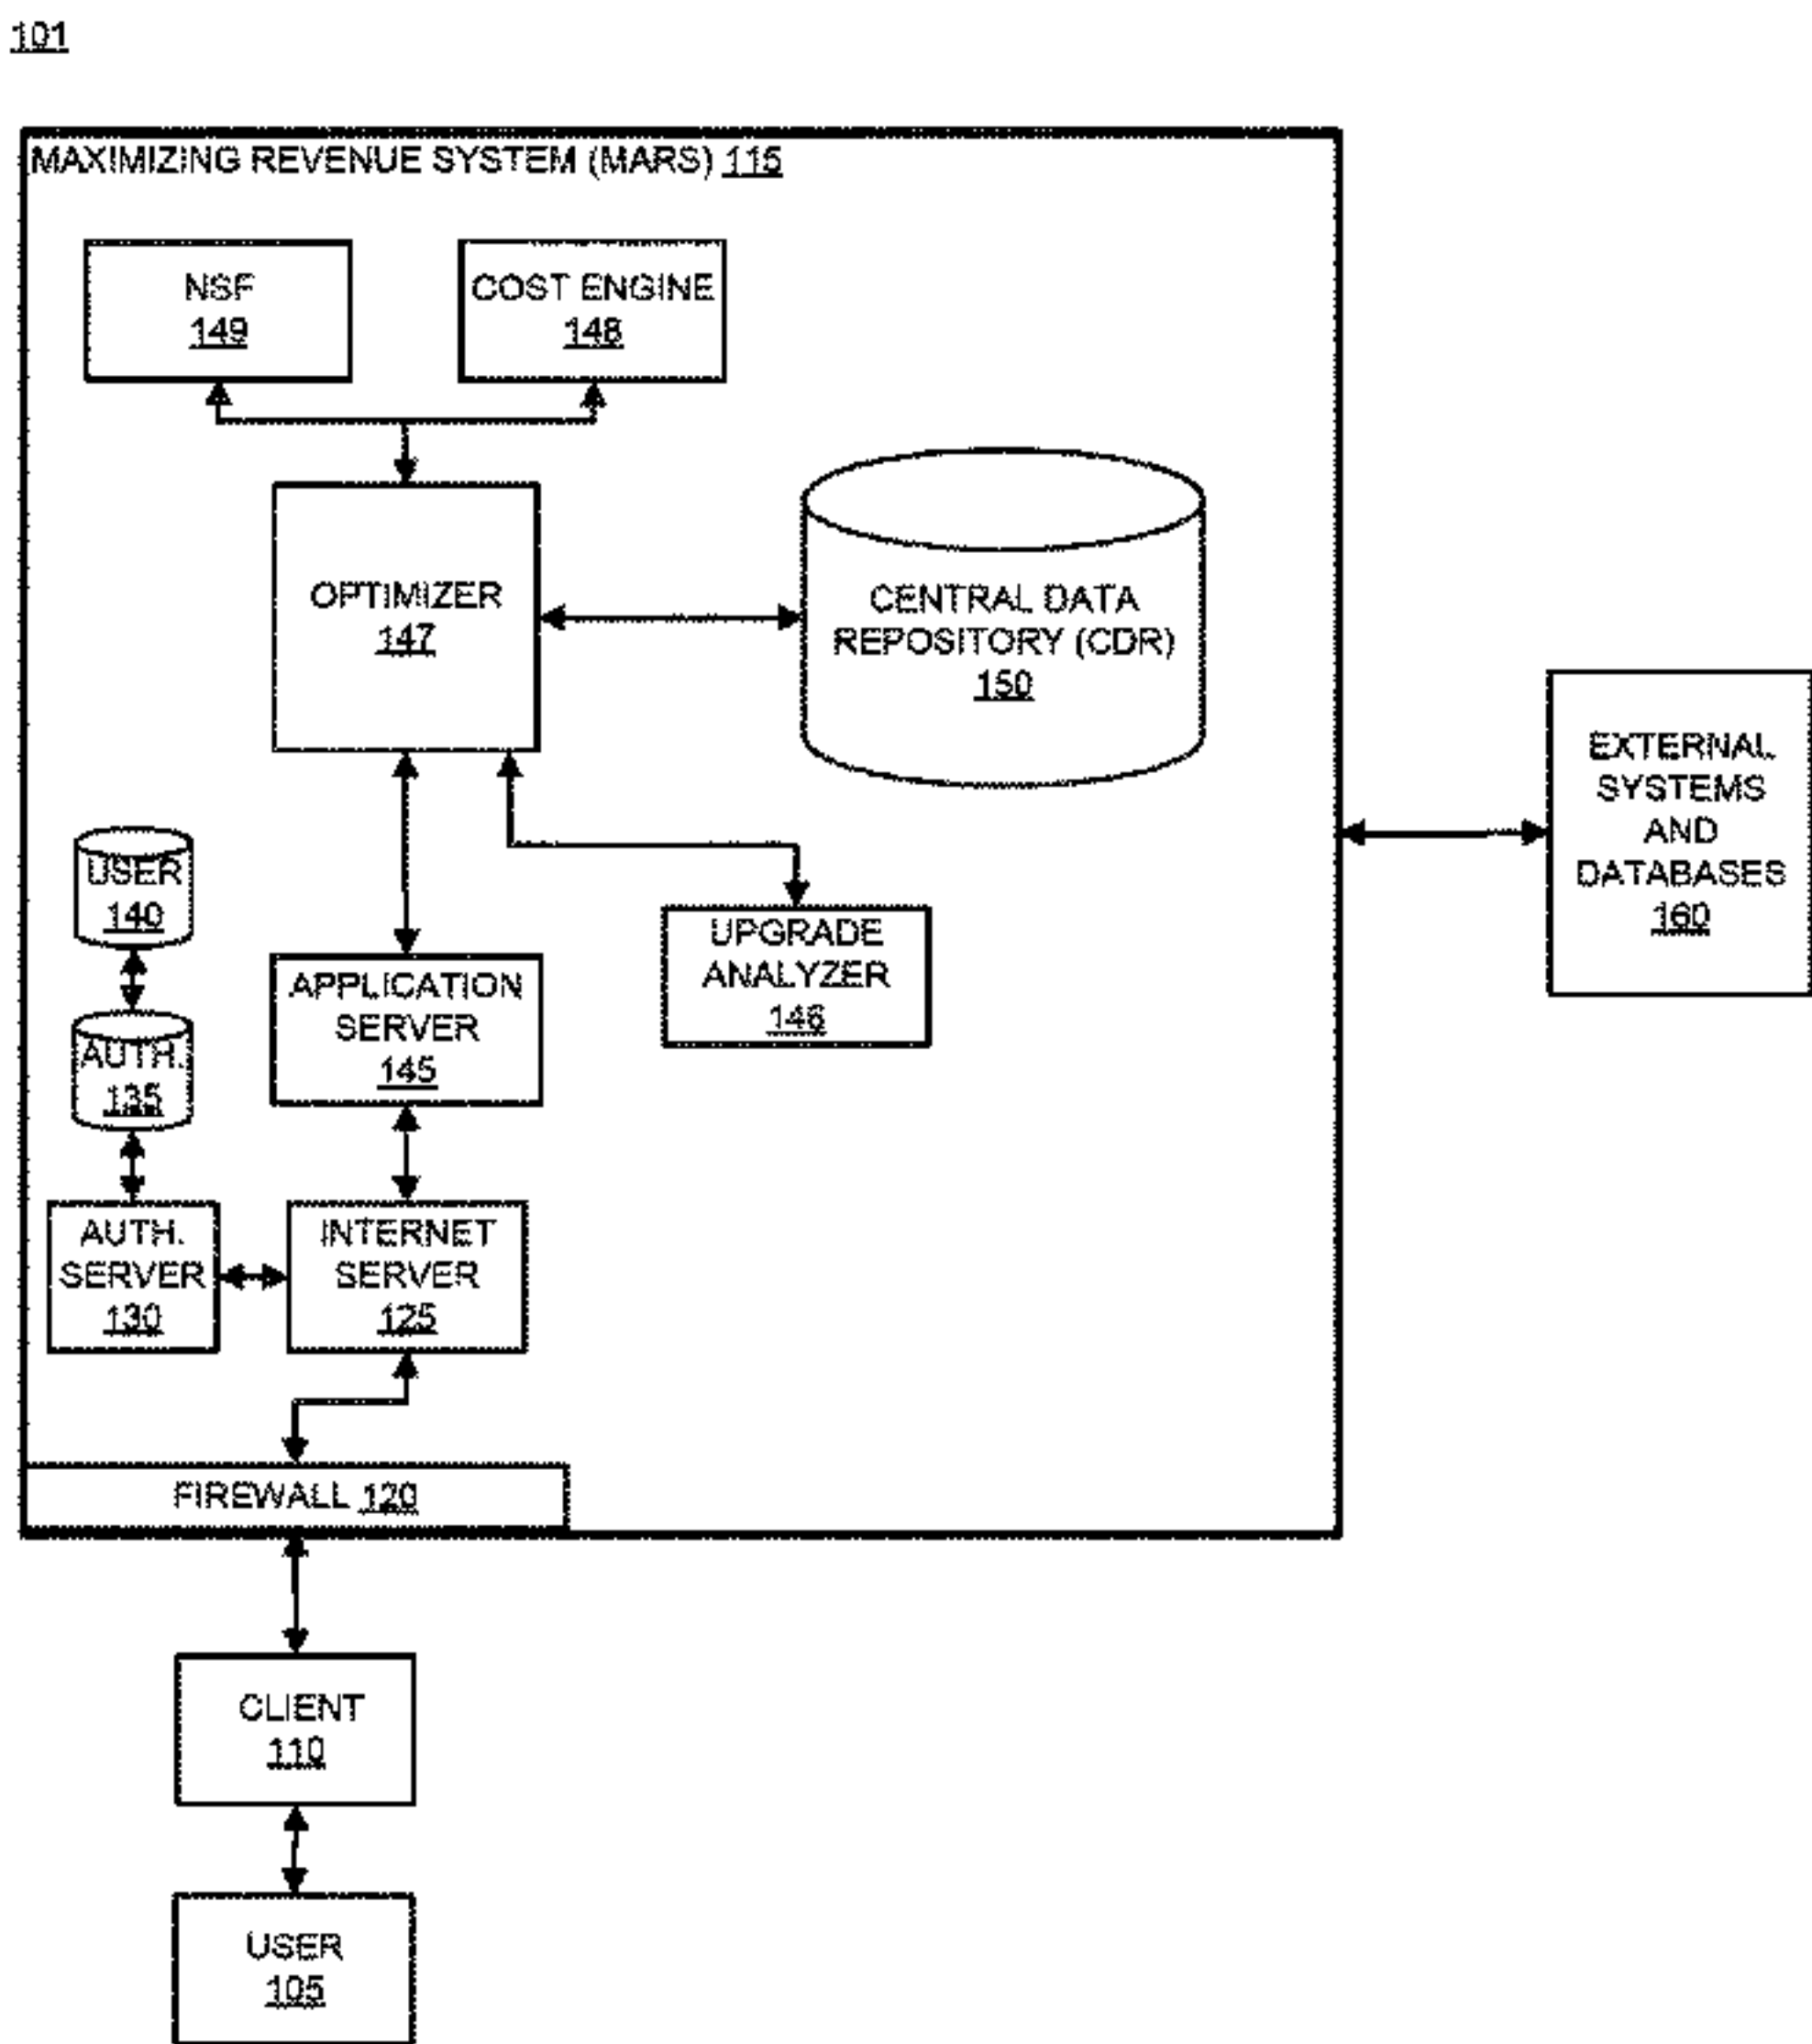 101
MAXIMIZING REVENUE SYSTEM (MARS) 115
NSF
149
COST ENGINE
148
OPTIMIZER
147
CENTRAL DATA
REPOSITORY (CDR)
150
EXTERNAL
SYSTEMS
AND
DATABASES
160
USER
140
AUTH.
135
APPLICATION
SERVER
145
UPGRADE
ANALYZER
146
AUTH.
SERVER
130
INTERNET
SERVER
125
FIREWALL 120
CLIENT
110
USER
105